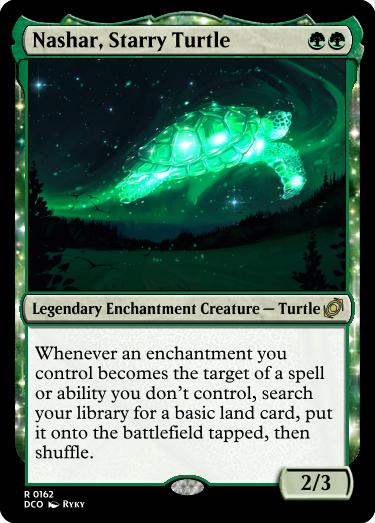 Nashar, Starry Turtle
Legendary Enchantment Creature — Turtle
Whenever an enchantment you
control becomes the target of a spell
or ability you don't control, search
your library for a basic land card, put
it onto the battlefield tapped, then
shuffle.
2/3
R 0162
DCO Ryky